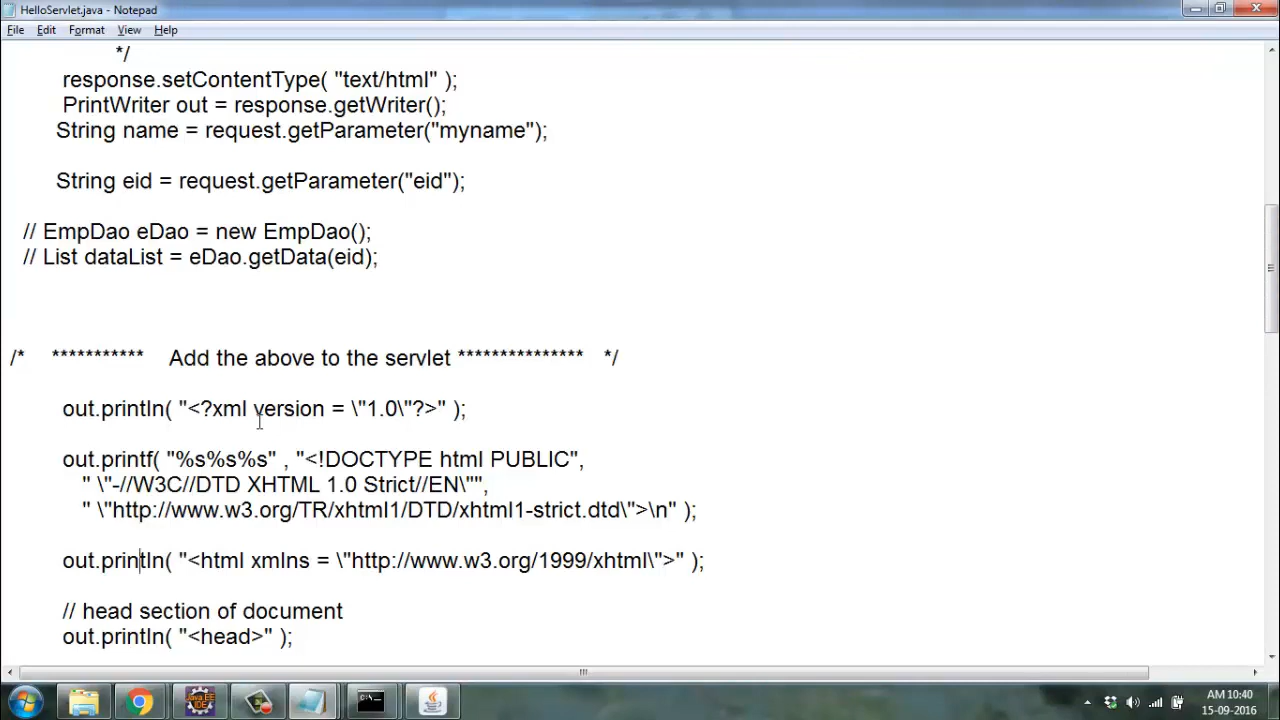 HelloServlet.java - Notepad
File Edit Format View Help
*/
response.setContentType( "text/html" );
PrintWriter out = response.getWriter();
String name = request.getParameter("myname");
String eid = request.getParameter("eid");
// EmpDao eDao = new EmpDao();
// List dataList = eDao.getData(eid);
/* *********** Add the above to the servlet *************** */
out.println( "<?xml version = \"1.0\"?>" );
out.printf( "%s%s%s" , "<!DOCTYPE html PUBLIC",
" \"-//W3C//DTD XHTML 1.0 Strict//EN\"",
" \"http://www.w3.org/TR/xhtml1/DTD/xhtml1-strict.dtd\">\n" );
out.println( "<html xmlns = \"http://www.w3.org/1999/xhtml\">" );
// head section of document
out.println( "<head>" );
Java EE
IDE
AM 10:40
15-09-2016